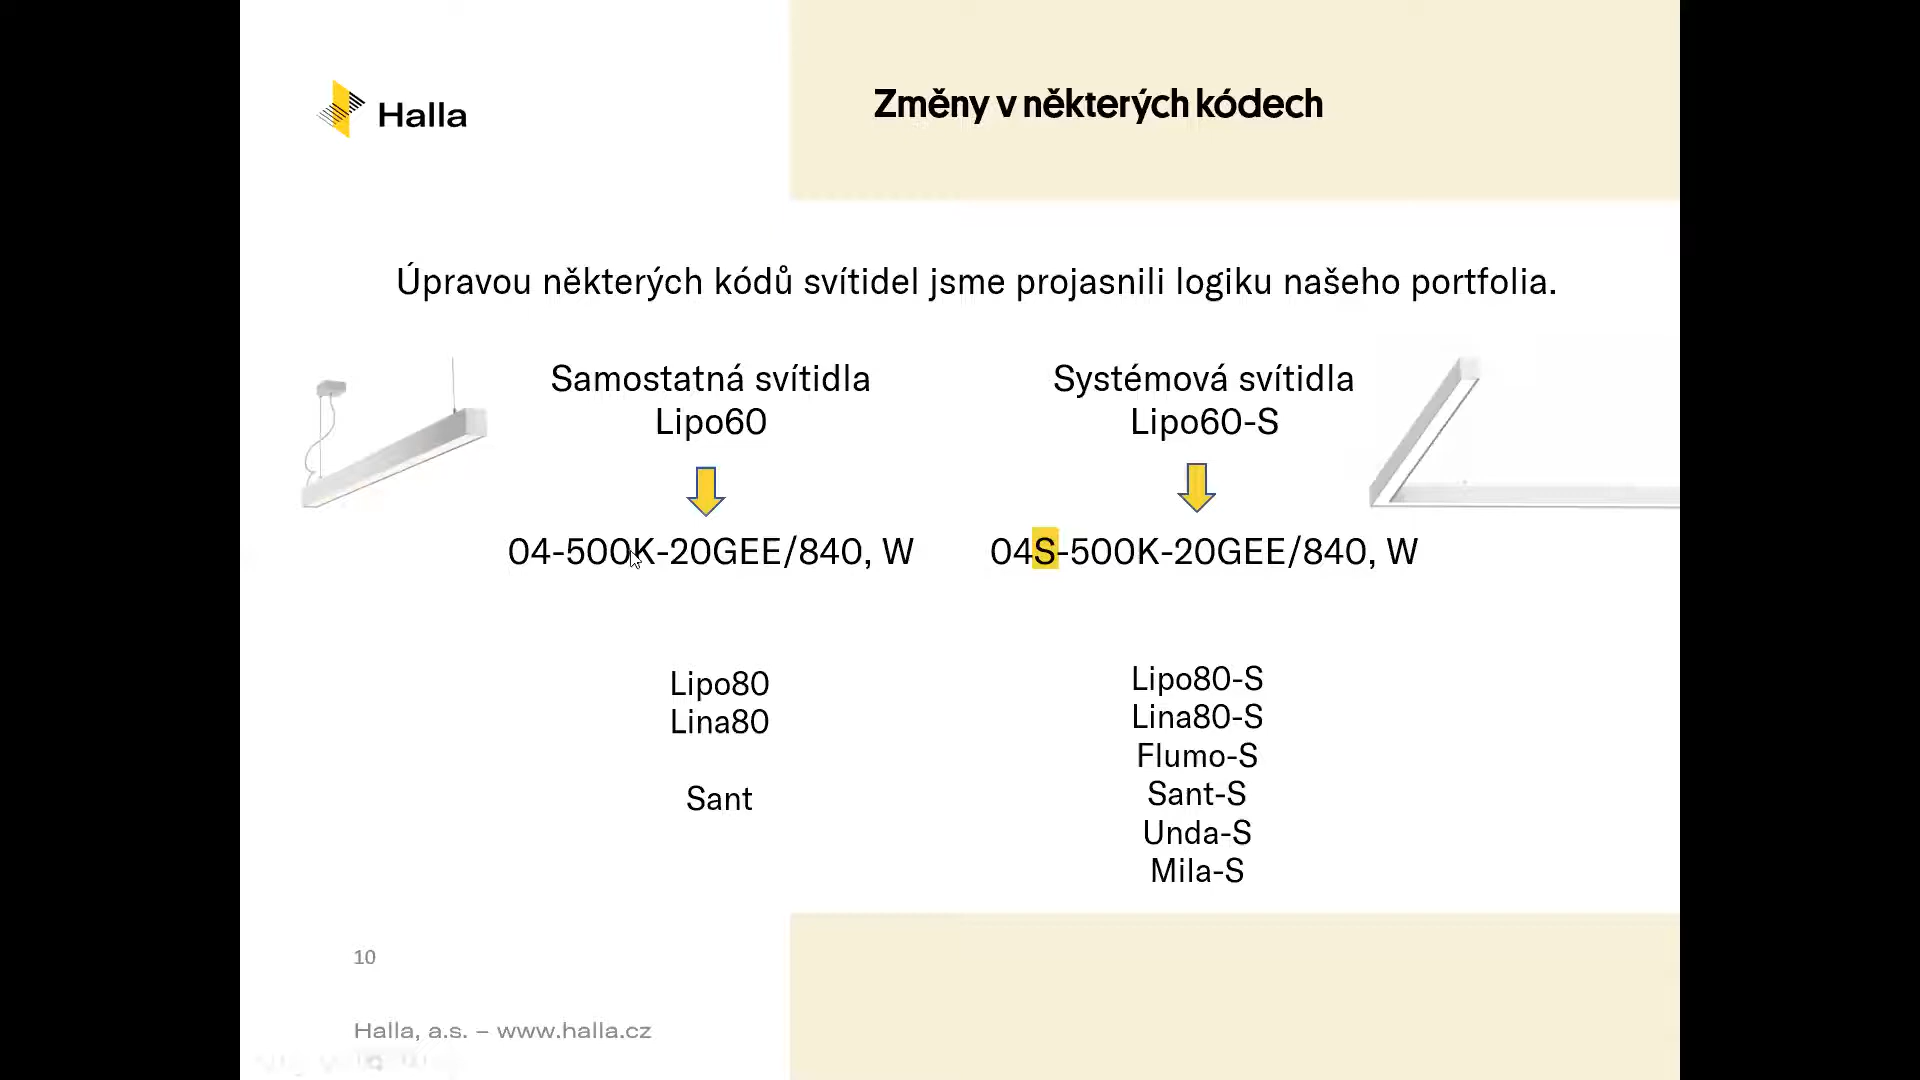 Halla
Změny v některých kódech
Úpravou některých kódů svítidel jsme projasnili logiku našeho portfolia.
Samostatná svítidla
Lipo60
04-500K-20GEE/840, W
Lipo80
Lina80
Sant
Systémová svítidla
Lipo60-S
04S-500K-20GEE/840, W
Lipo80-S
Lina80-S
Flumo-S
Sant-S
Unda-S
Mila-S
10
Halla, a.s. – www.halla.cz